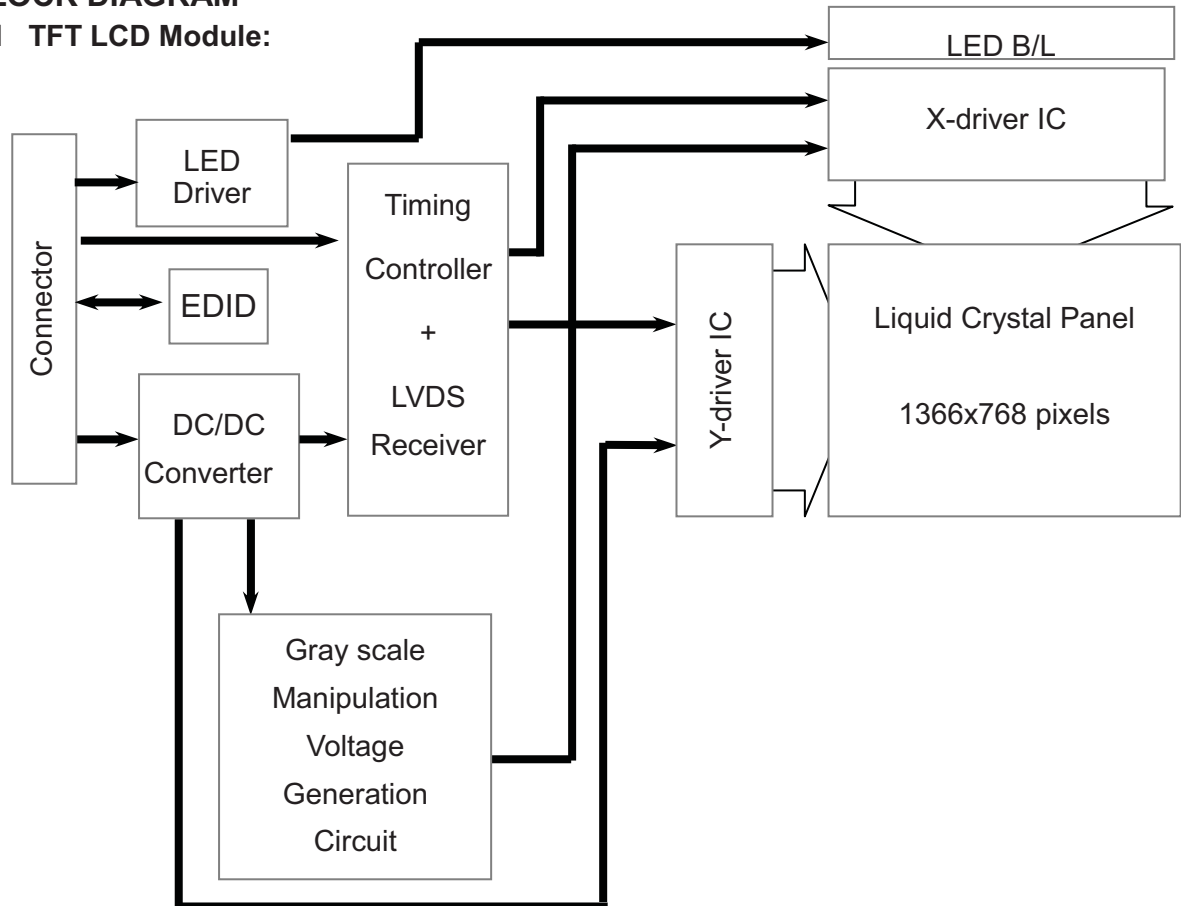 TFT LCD Module:
LED B/L
X-driver IC
LED
Driver
Timing
Controller
+
LVDS
Receiver
Connector
EDID
DC/DC
Converter
Y-driver IC
Liquid Crystal Panel
1366x768 pixels
Gray scale
Manipulation
Voltage
Generation
Circuit